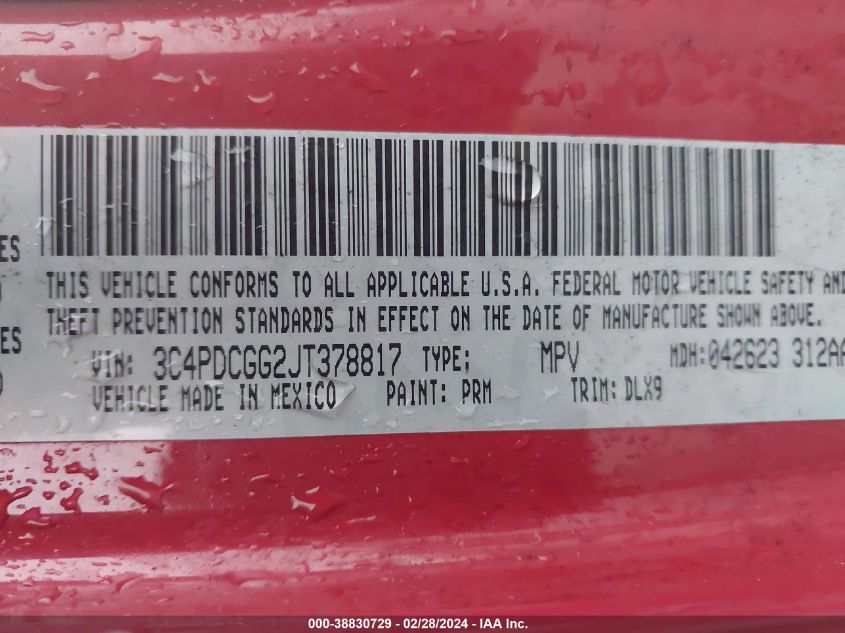 ES
THIS VEHICLE CONFORMS TO ALL APPLICABLE U.S.A. FEDERAL MOTOR VEHICLE SAFETY AND
THEFT PREVENTION STANDARDS IN EFFECT ON THE DATE OF MANUFACTURE SHOWN ABOVE.
ES
VIN: 3C4PDCGG2JT378817 TYPE: MPV MDH:042623 312AA
)
VEHICLE MADE IN MEXICO PAINT: PRM TRIM: DLX9
000-38830729 - 02/28/2024 - IAA Inc.